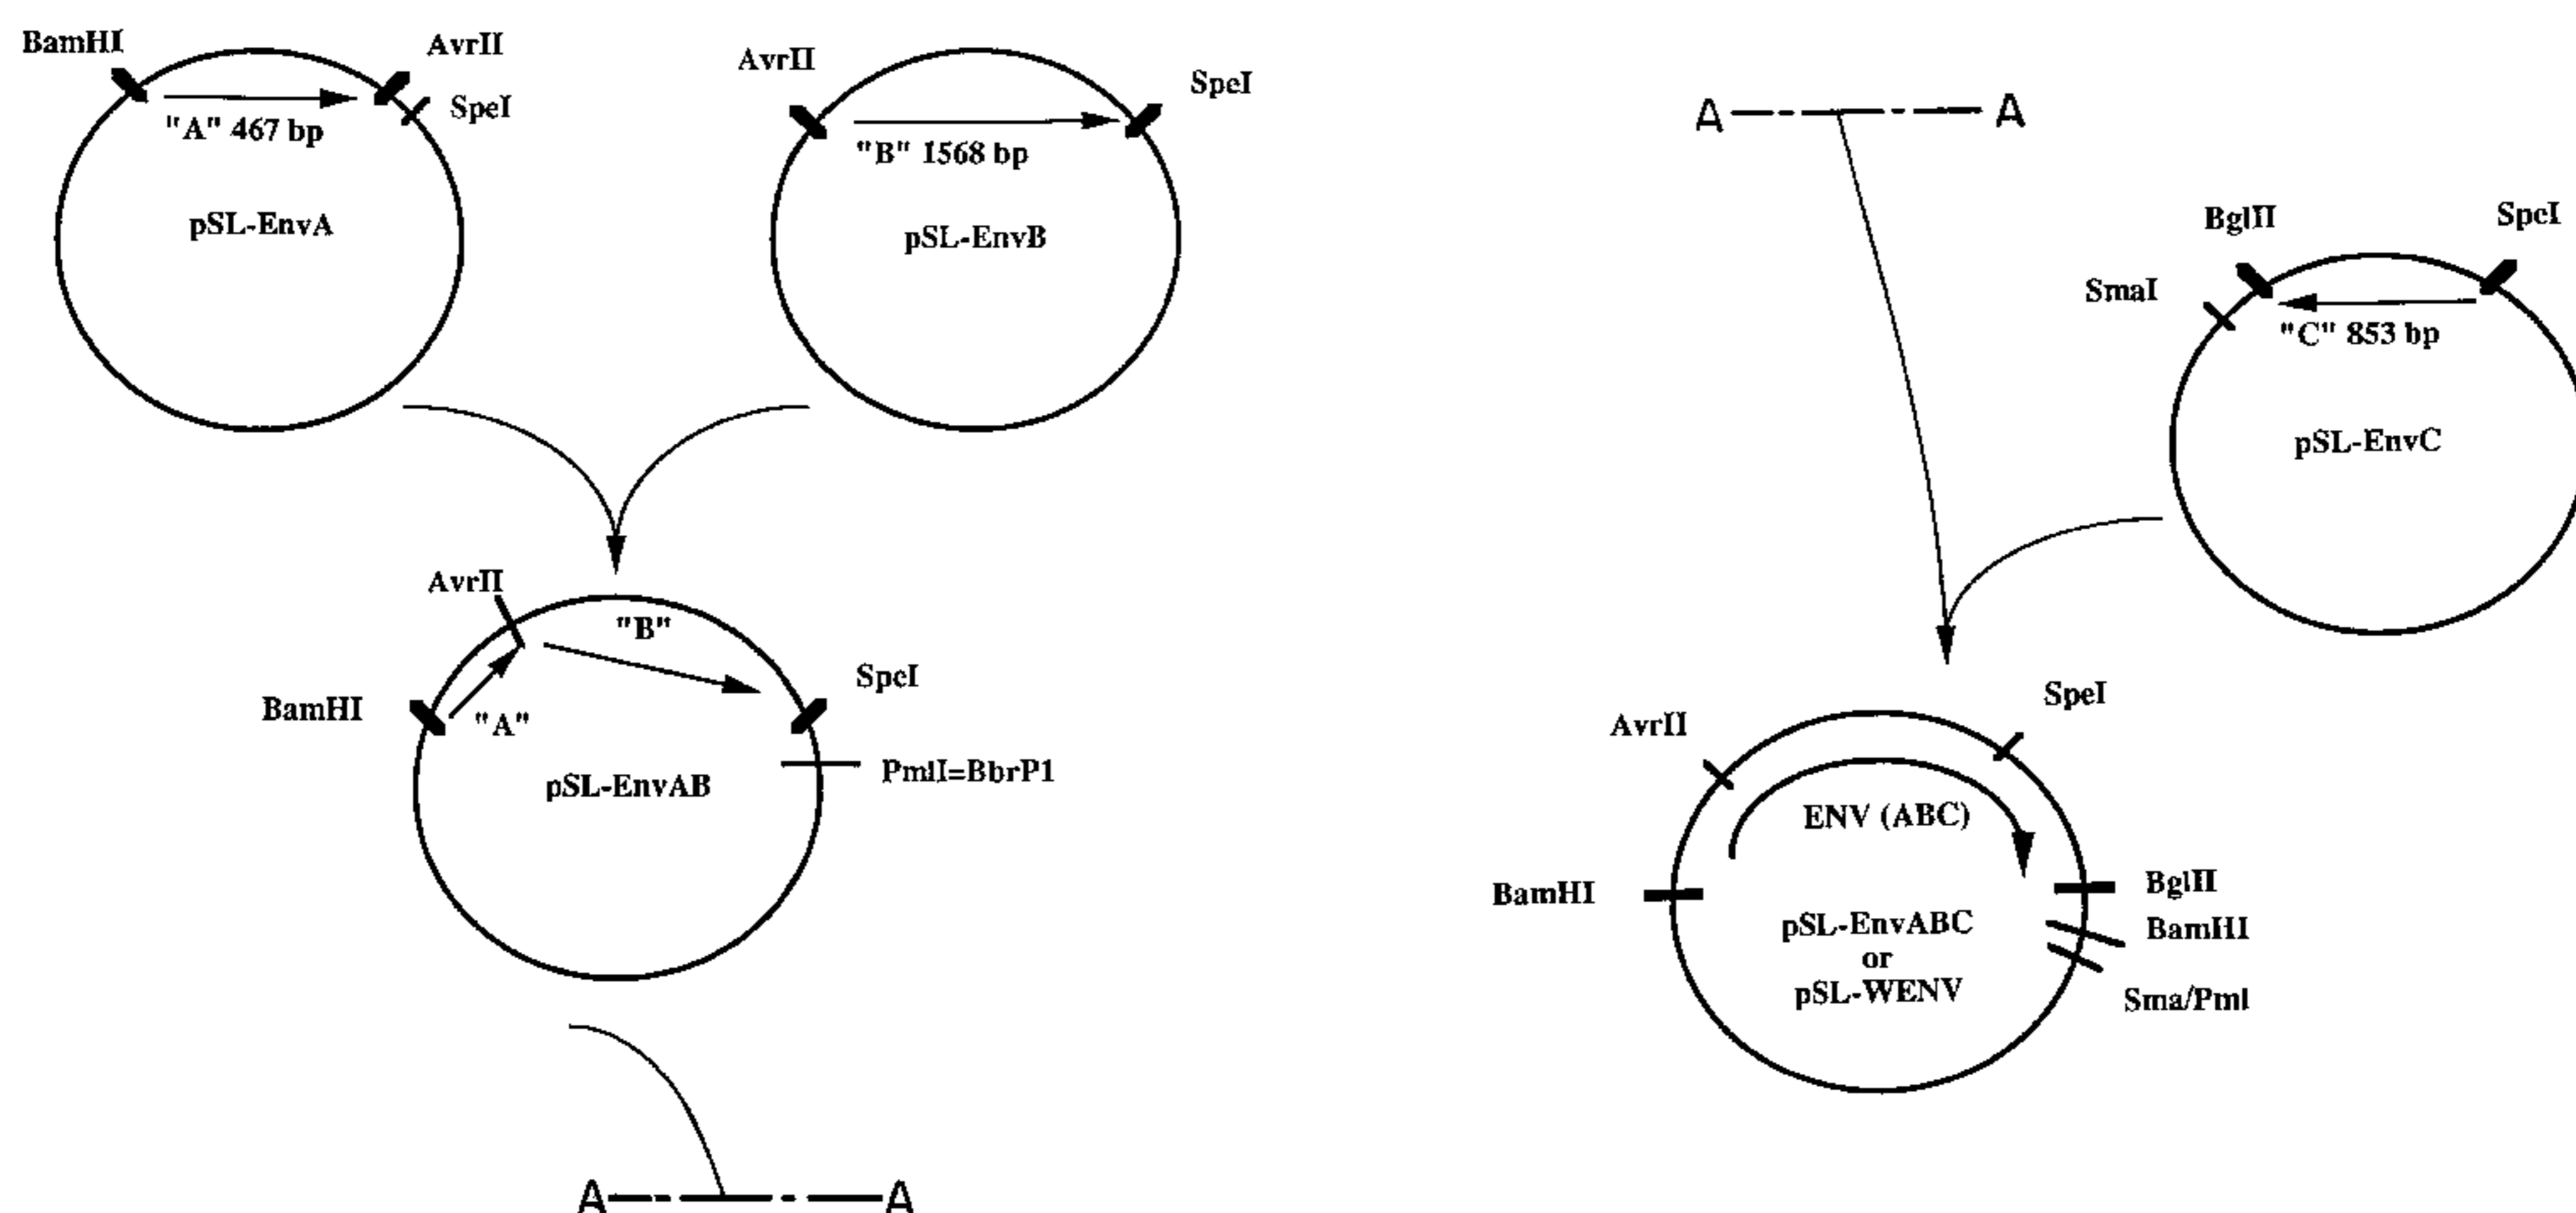 BamHI
AvrII
SpeI
"A" 467 bp
pSL-EnvA
AvrII
SpeI
"B" 1568 bp
pSL-EnvB
AvrII
"B"
SpeI
BamHI
"A"
PmlI=BbrP1
pSL-EnvAB
A
A
A
A
BglII
SpeI
SmaI
"C" 853 bp
pSL-EnvC
SpeI
AvrII
ENV (ABC)
BamHI
BglII
pSL-EnvABC
BamHI
or
pSL-WENV
Sma/Pml